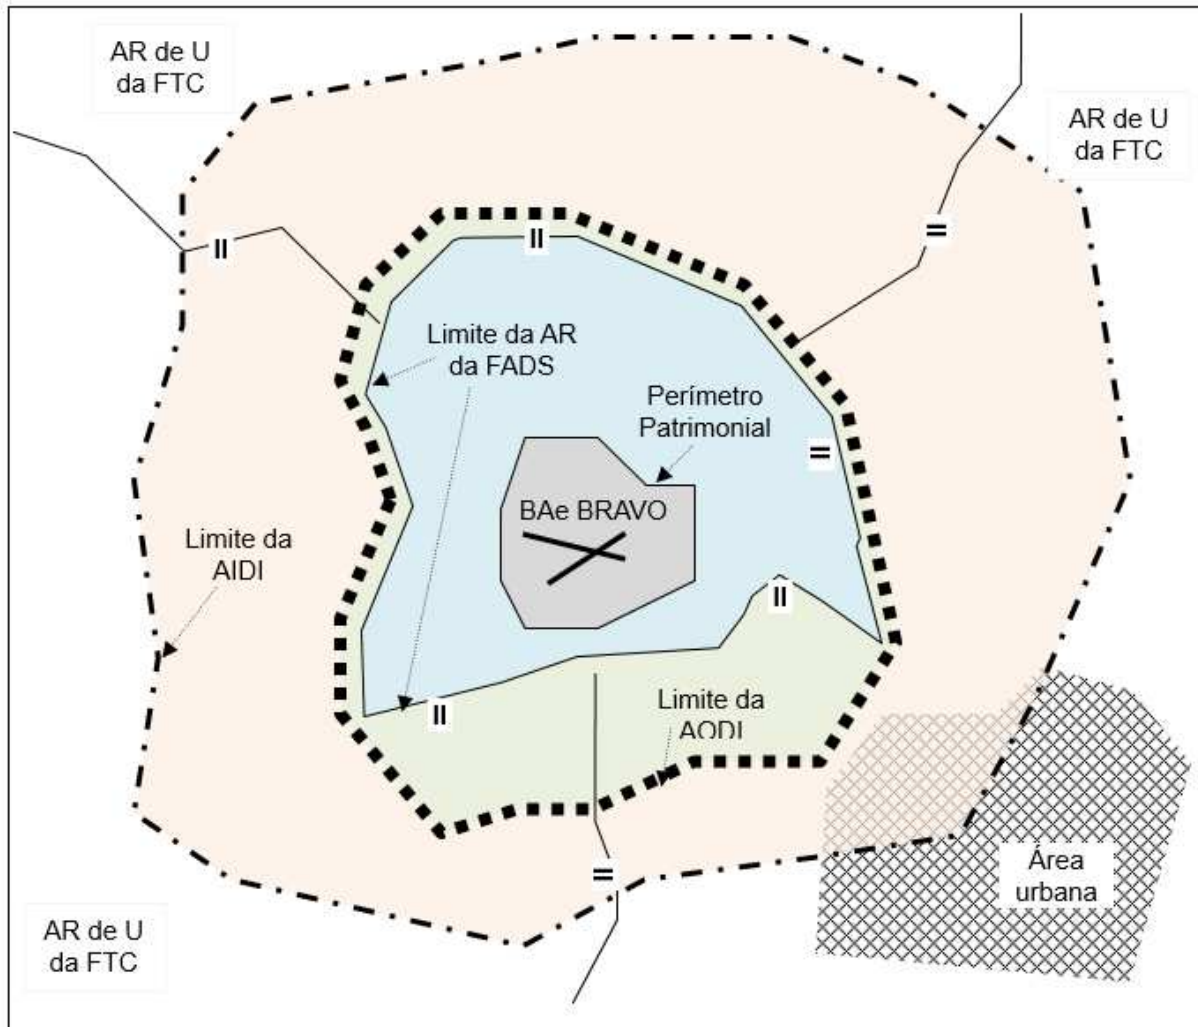 AR de U
da FTC
AR de U
da FTC
II
II
=
Limite da AR
da FADS
Perímetro
Patrimonial
=
BAe BRAVO
Limite da
AIDI
II
Limite da
AODI
II
=
Área
urbana
AR de U
da FTC